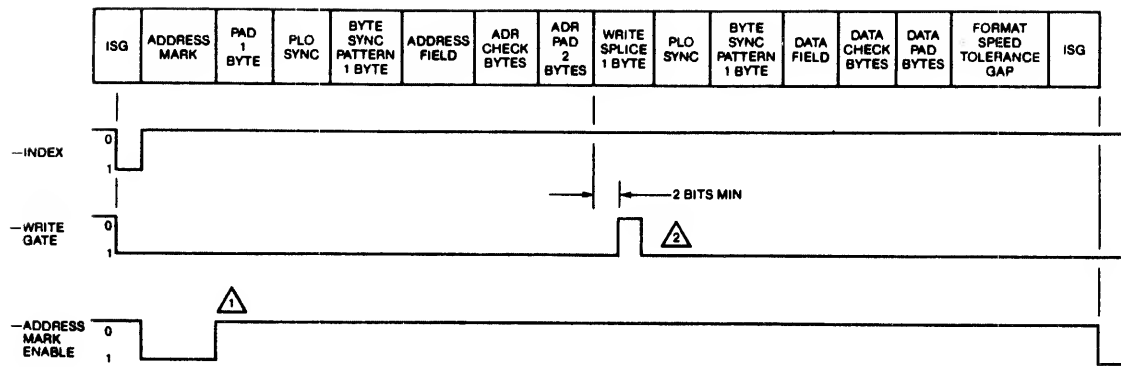 ISG
ADDRESS
MARK
PAD
1
BYTE
PLO
SYNC
BYTE
SYNC
PATTERN
1 BYTE
ADDRESS
FIELD
ADR
CHECK
BYTES
ADR
PAD
2
BYTES
WRITE
SPLICE
1 BYTE
PLO
SYNC
BYTE
SYNC
PATTERN
1 BYTE
DATA
FIELD
DATA
CHECK
BYTES
DATA
PAD
BYTES
FORMAT
SPEED
TOLERANCE
GAP
ISG
—INDEX
0
1
2 BITS MIN
—WRITE
GATE
0
1
2
1
—ADDRESS
MARK
ENABLE
0
1